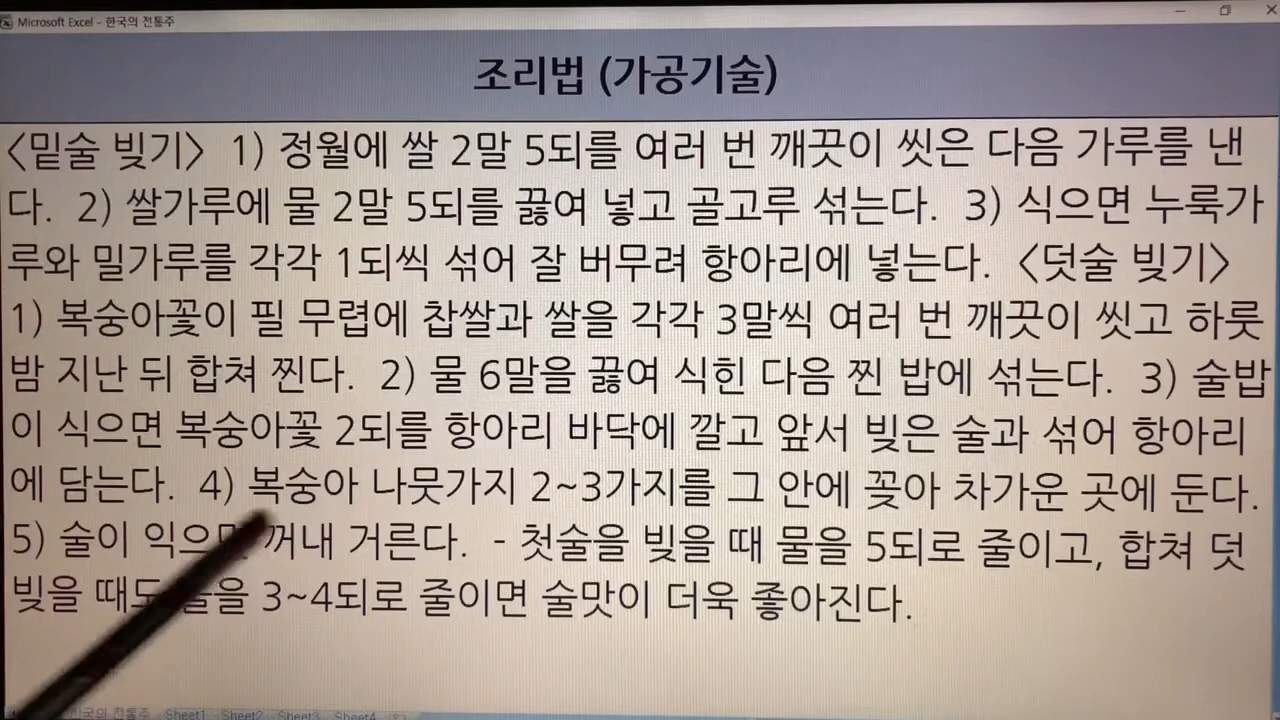 Microsoft Excel - 한국의 전통주
조리법 (가공기술)
〈밑술 빚기〉 1) 정월에 쌀 2말 5되를 여러 번 깨끗이 씻은 다음 가루를 낸
다. 2) 쌀가루에 물 2말 5되를 끓여 넣고 골고루 섞는다. 3) 식으면 누룩가
루와 밀가루를 각각 1되씩 섞어 잘 버무려 항아리에 넣는다. 〈덧술 빚기〉
1) 복숭아꽃이 필 무렵에 찹쌀과 쌀을 각각 3말씩 여러 번 깨끗이 씻고 하룻
밤 지난 뒤 합쳐 찐다. 2) 물 6말을 끓여 식힌 다음 찐 밥에 섞는다. 3) 술밥
이 식으면 복숭아꽃 2되를 항아리 바닥에 깔고 앞서 빚은 술과 섞어 항아리
에 담는다. 4) 복숭아 나뭇가지 2~3가지를 그 안에 꽂아 차가운 곳에 둔다.
5) 술이 익으면 꺼내 거른다. - 첫술을 빚을 때 물을 5되로 줄이고, 합쳐 덧
빚을 때도 물을 3~4되로 줄이면 술맛이 더욱 좋아진다.
한국의 전통주 Sheet1 Sheet2 Sheet3 Sheet4